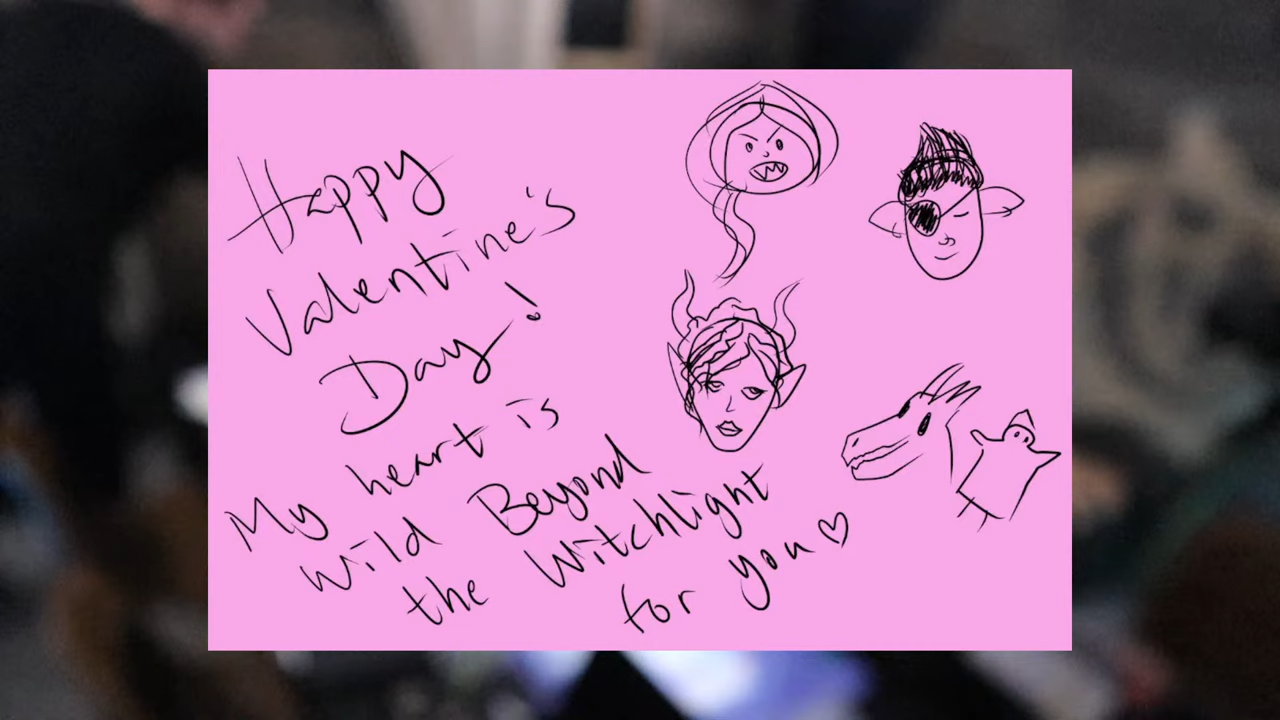 Happy
Valentine's
Day!
My heart is
Wild Beyond
the Witchlight
for you ♡